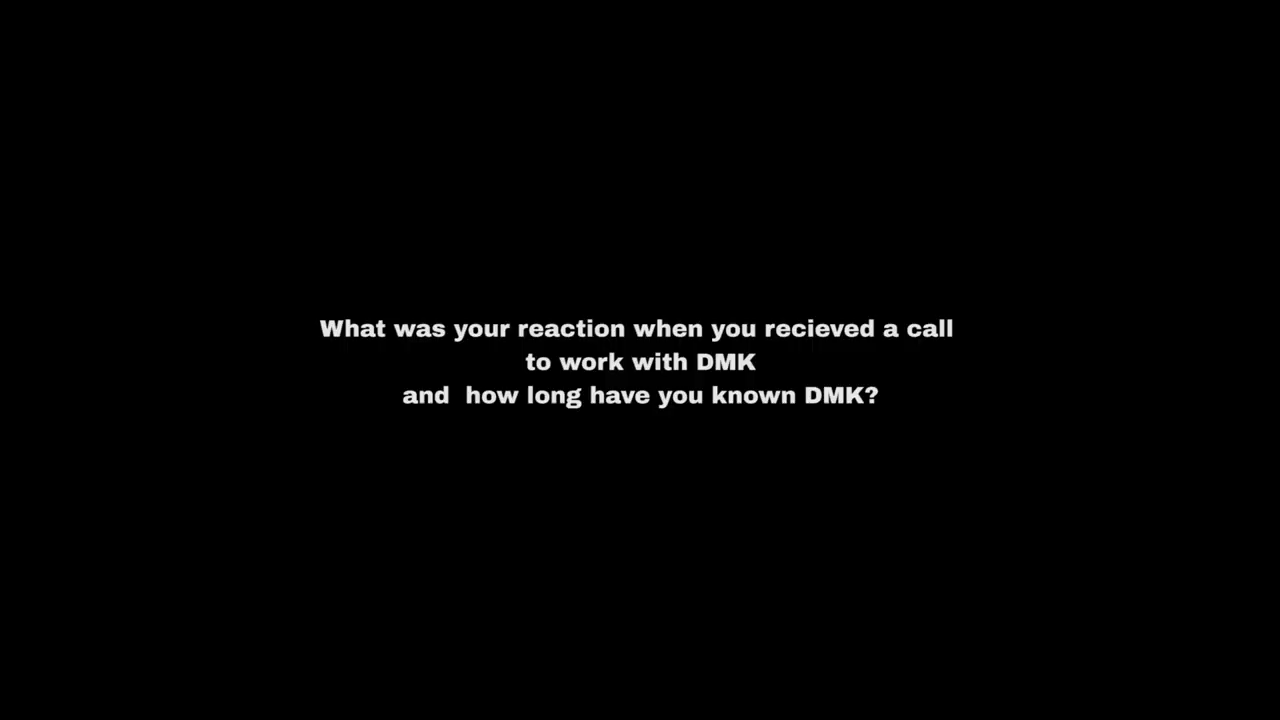 What was your reaction when you recieved a call
to work with DMK
and  how long have you known DMK?